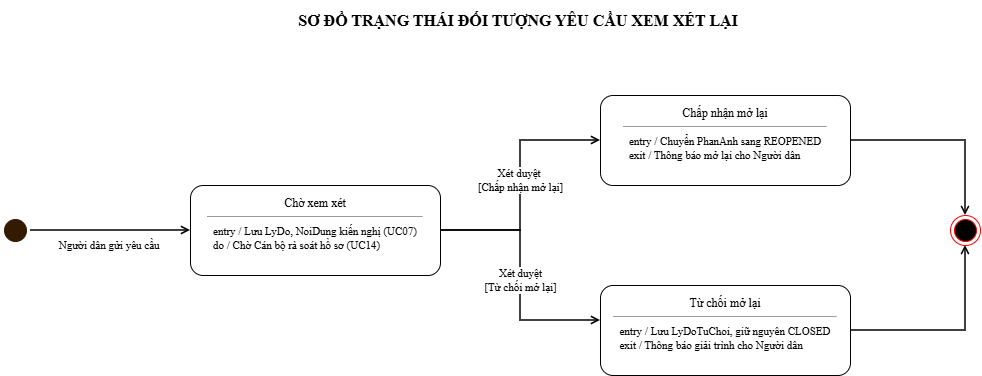 SƠ ĐỒ TRẠNG THÁI ĐỐI TƯỢNG YÊU CẦU XEM XÉT LẠI
Chấp nhận mở lại
entry / Chuyển PhanAnh sang REOPENED
exit / Thông báo mở lại cho Người dân
Xét duyệt
[Chấp nhận mở lại]
Chờ xem xét
entry / Lưu LyDo, NoiDung kiến nghị (UC07)
do / Chờ Cán bộ rà soát hồ sơ (UC14)
Người dân gửi yêu cầu
Xét duyệt
[Từ chối mở lại]
Từ chối mở lại
entry / Lưu LyDoTuChoi, giữ nguyên CLOSED
exit / Thông báo giải trình cho Người dân